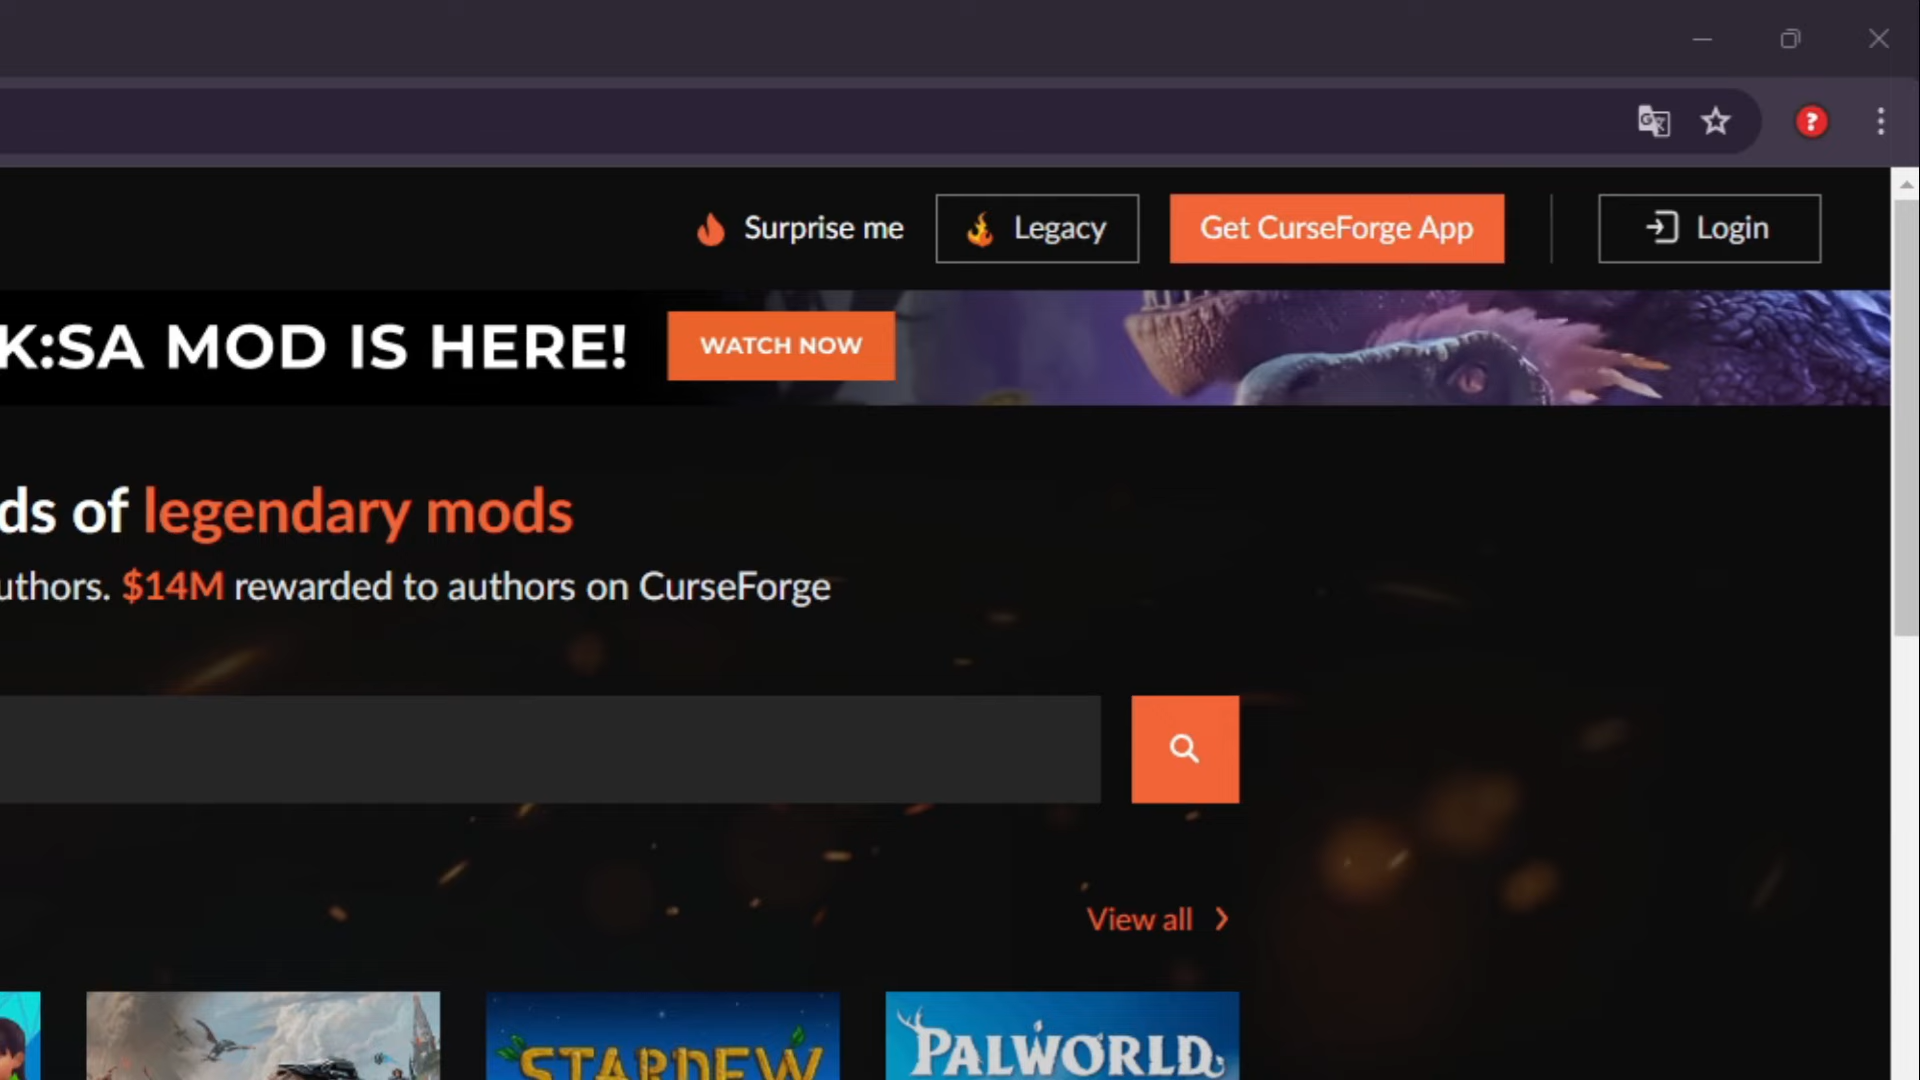 Surprise me
Legacy
Get CurseForge App
Login
K:SA MOD IS HERE!
WATCH NOW
ds of legendary mods
uthors. $14M rewarded to authors on CurseForge
View all
STARDEW
PALWORLD